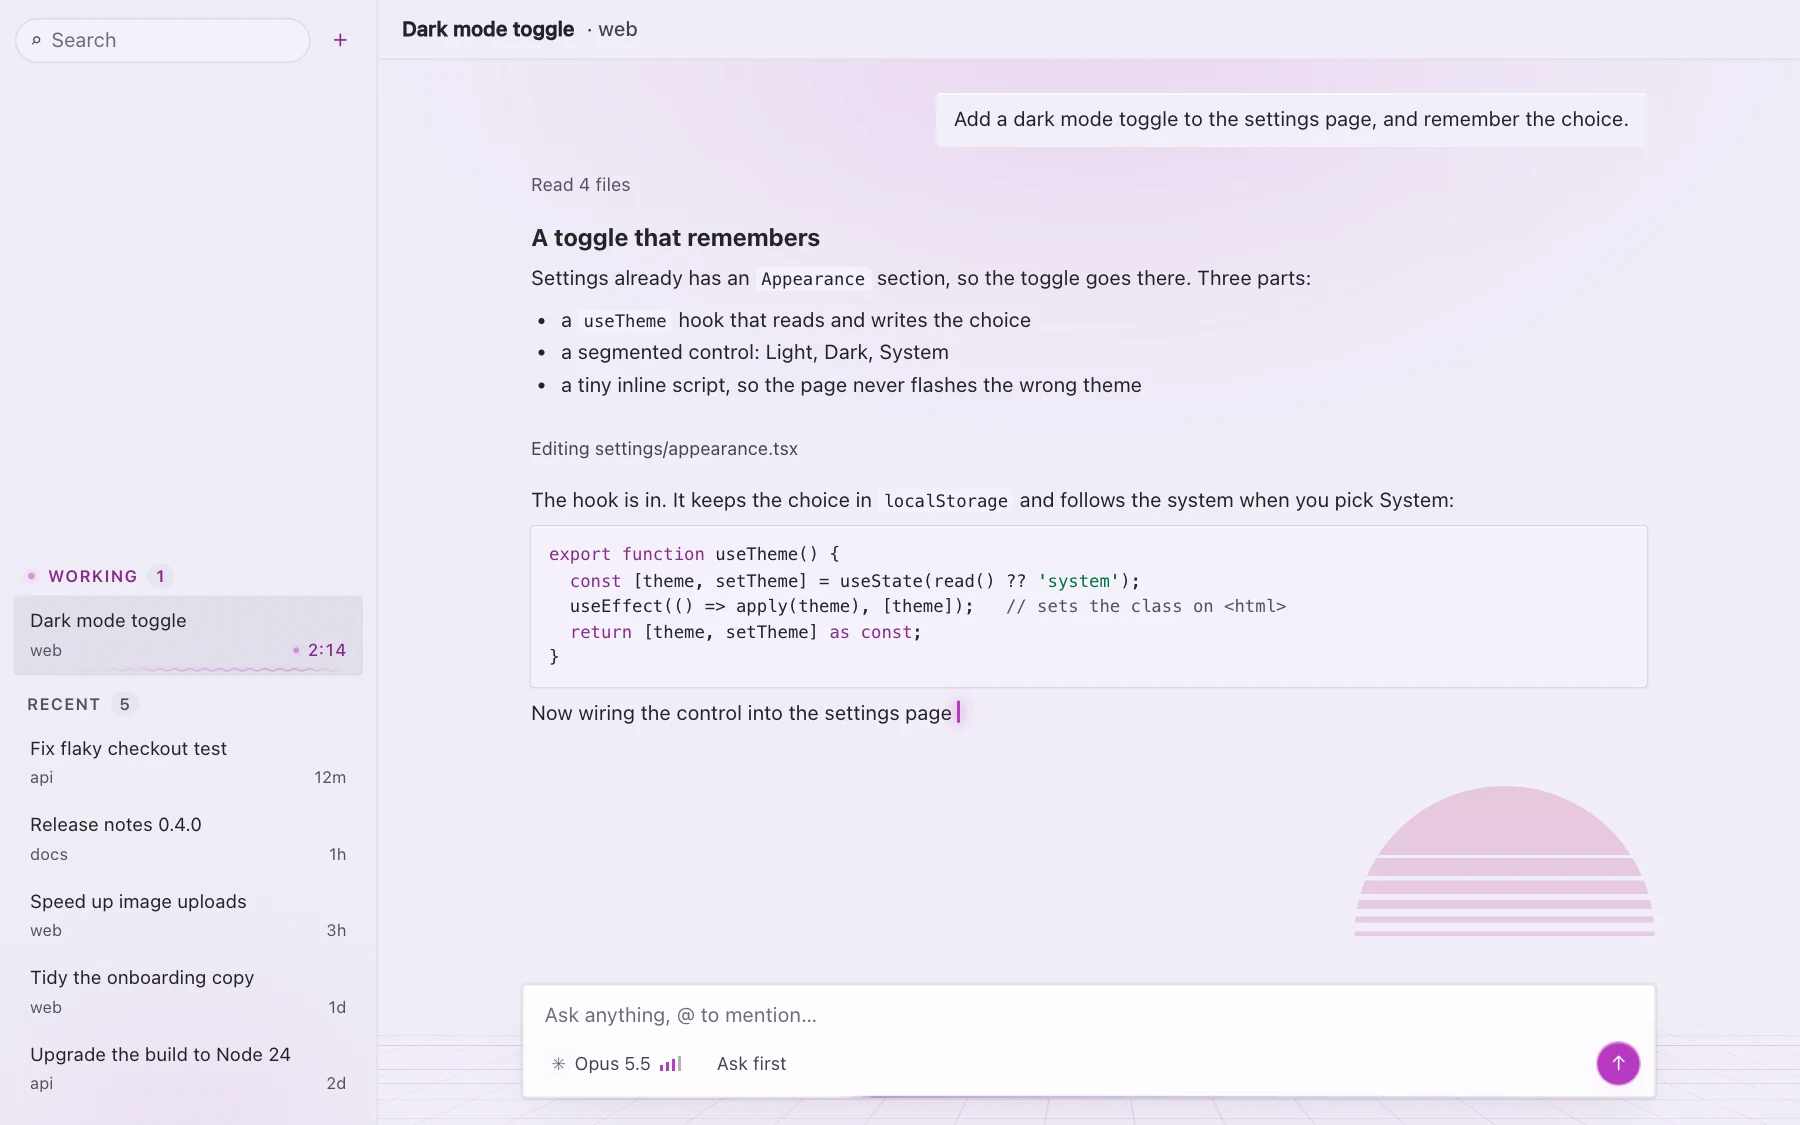 Search
+
WORKING 1
Dark mode toggle
web
2:14
RECENT 5
Fix flaky checkout test
api
12m
Release notes 0.4.0
docs
1h
Speed up image uploads
web
3h
Tidy the onboarding copy
web
1d
Upgrade the build to Node 24
api
2d
Dark mode toggle · web
Add a dark mode toggle to the settings page, and remember the choice.
Read 4 files
A toggle that remembers
Settings already has an Appearance section, so the toggle goes there. Three parts:
• a useTheme hook that reads and writes the choice
• a segmented control: Light, Dark, System
• a tiny inline script, so the page never flashes the wrong theme
Editing settings/appearance.tsx
The hook is in. It keeps the choice in localStorage and follows the system when you pick System:
export function useTheme() {
  const [theme, setTheme] = useState(read() ?? 'system');
  useEffect(() => apply(theme), [theme]);   // sets the class on <html>
  return [theme, setTheme] as const;
}
Now wiring the control into the settings page
Ask anything, @ to mention...
Opus 5.5
Ask first